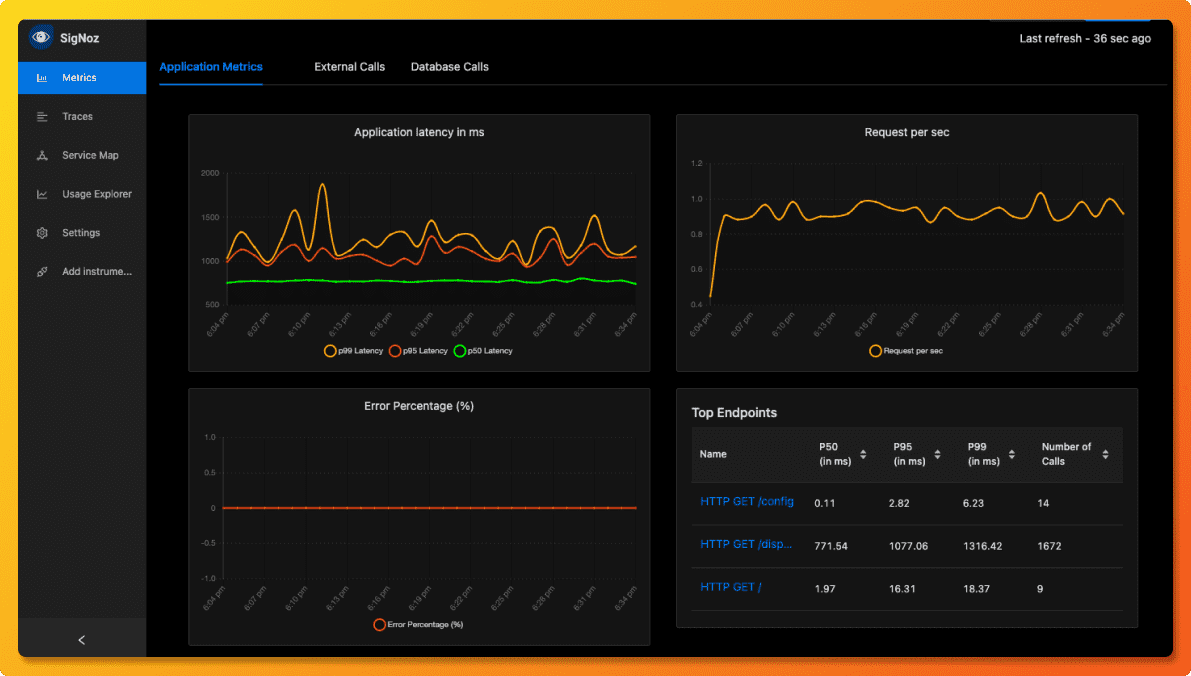 SigNoz
Last refresh - 36 sec ago
Metrics
Traces
Service Map
Usage Explorer
Settings
Add instrume...
Application Metrics External Calls Database Calls
Application latency in ms
2000
1500
1000
500
6:04 pm 6:07 pm 6:10 pm 6:13 pm 6:16 pm 6:19 pm 6:22 pm 6:25 pm 6:28 pm 6:31 pm 6:34 pm
p99 Latency p95 Latency p50 Latency
Request per sec
1.2
1.0
0.8
0.6
0.4
6:04 pm 6:07 pm 6:10 pm 6:13 pm 6:16 pm 6:19 pm 6:22 pm 6:25 pm 6:28 pm 6:31 pm 6:34 pm
Request per sec
Error Percentage (%)
1.0
0.5
0
-0.5
-1.0
6:04 pm 6:07 pm 6:10 pm 6:13 pm 6:16 pm 6:19 pm 6:22 pm 6:25 pm 6:28 pm 6:31 pm 6:34 pm
Error Percentage (%)
Top Endpoints
Name P50 (in ms) P95 (in ms) P99 (in ms) Number of Calls
HTTP GET /config 0.11 2.82 6.23 14
HTTP GET /disp... 771.54 1077.06 1316.42 1672
HTTP GET / 1.97 16.31 18.37 9